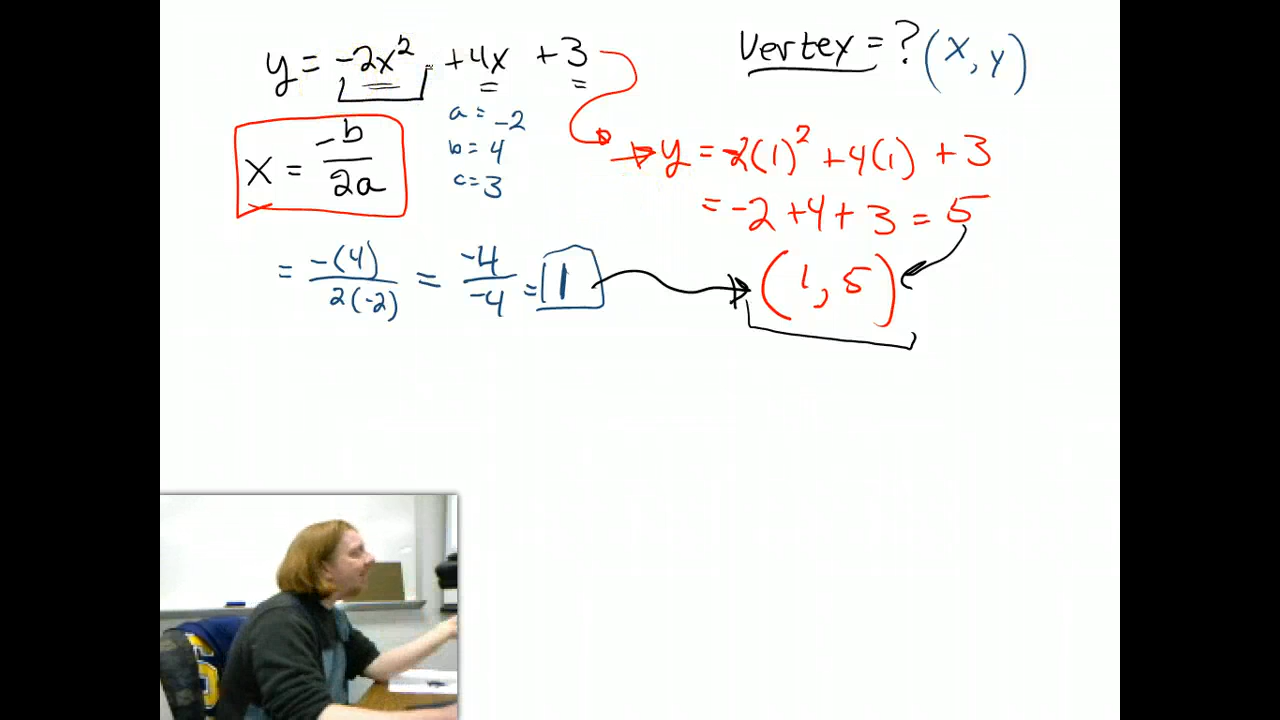 y = -2x² +4x +3
Vertex = ? (x, y)
a = -2
b = 4
c = 3
x = -b/2a
→ y = -2(1)² +4(1) +3
= -2 +4 + 3 = 5
= -(4)/2(-2) = -4/-4 = 1
(1, 5)